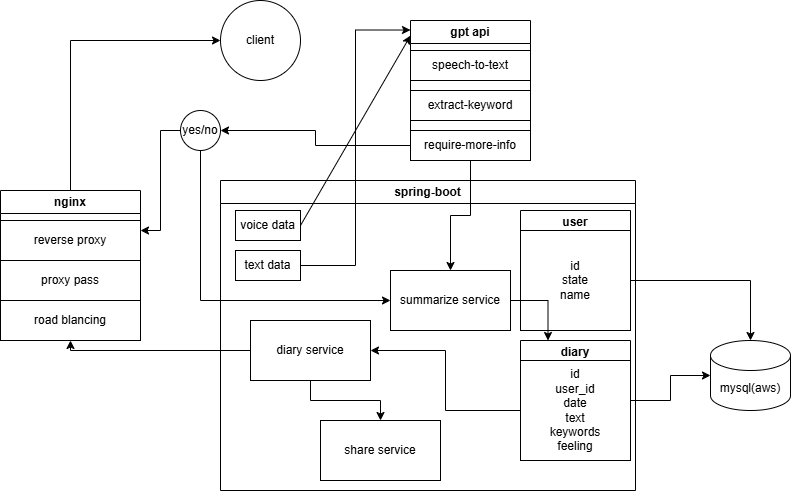 client
gpt api
speech-to-text
extract-keyword
require-more-info
yes/no
nginx
reverse proxy
proxy pass
road blancing
spring-boot
voice data
text data
user
id
state
name
summarize service
diary service
diary
id
user_id
date
text
keywords
feeling
mysql(aws)
share service